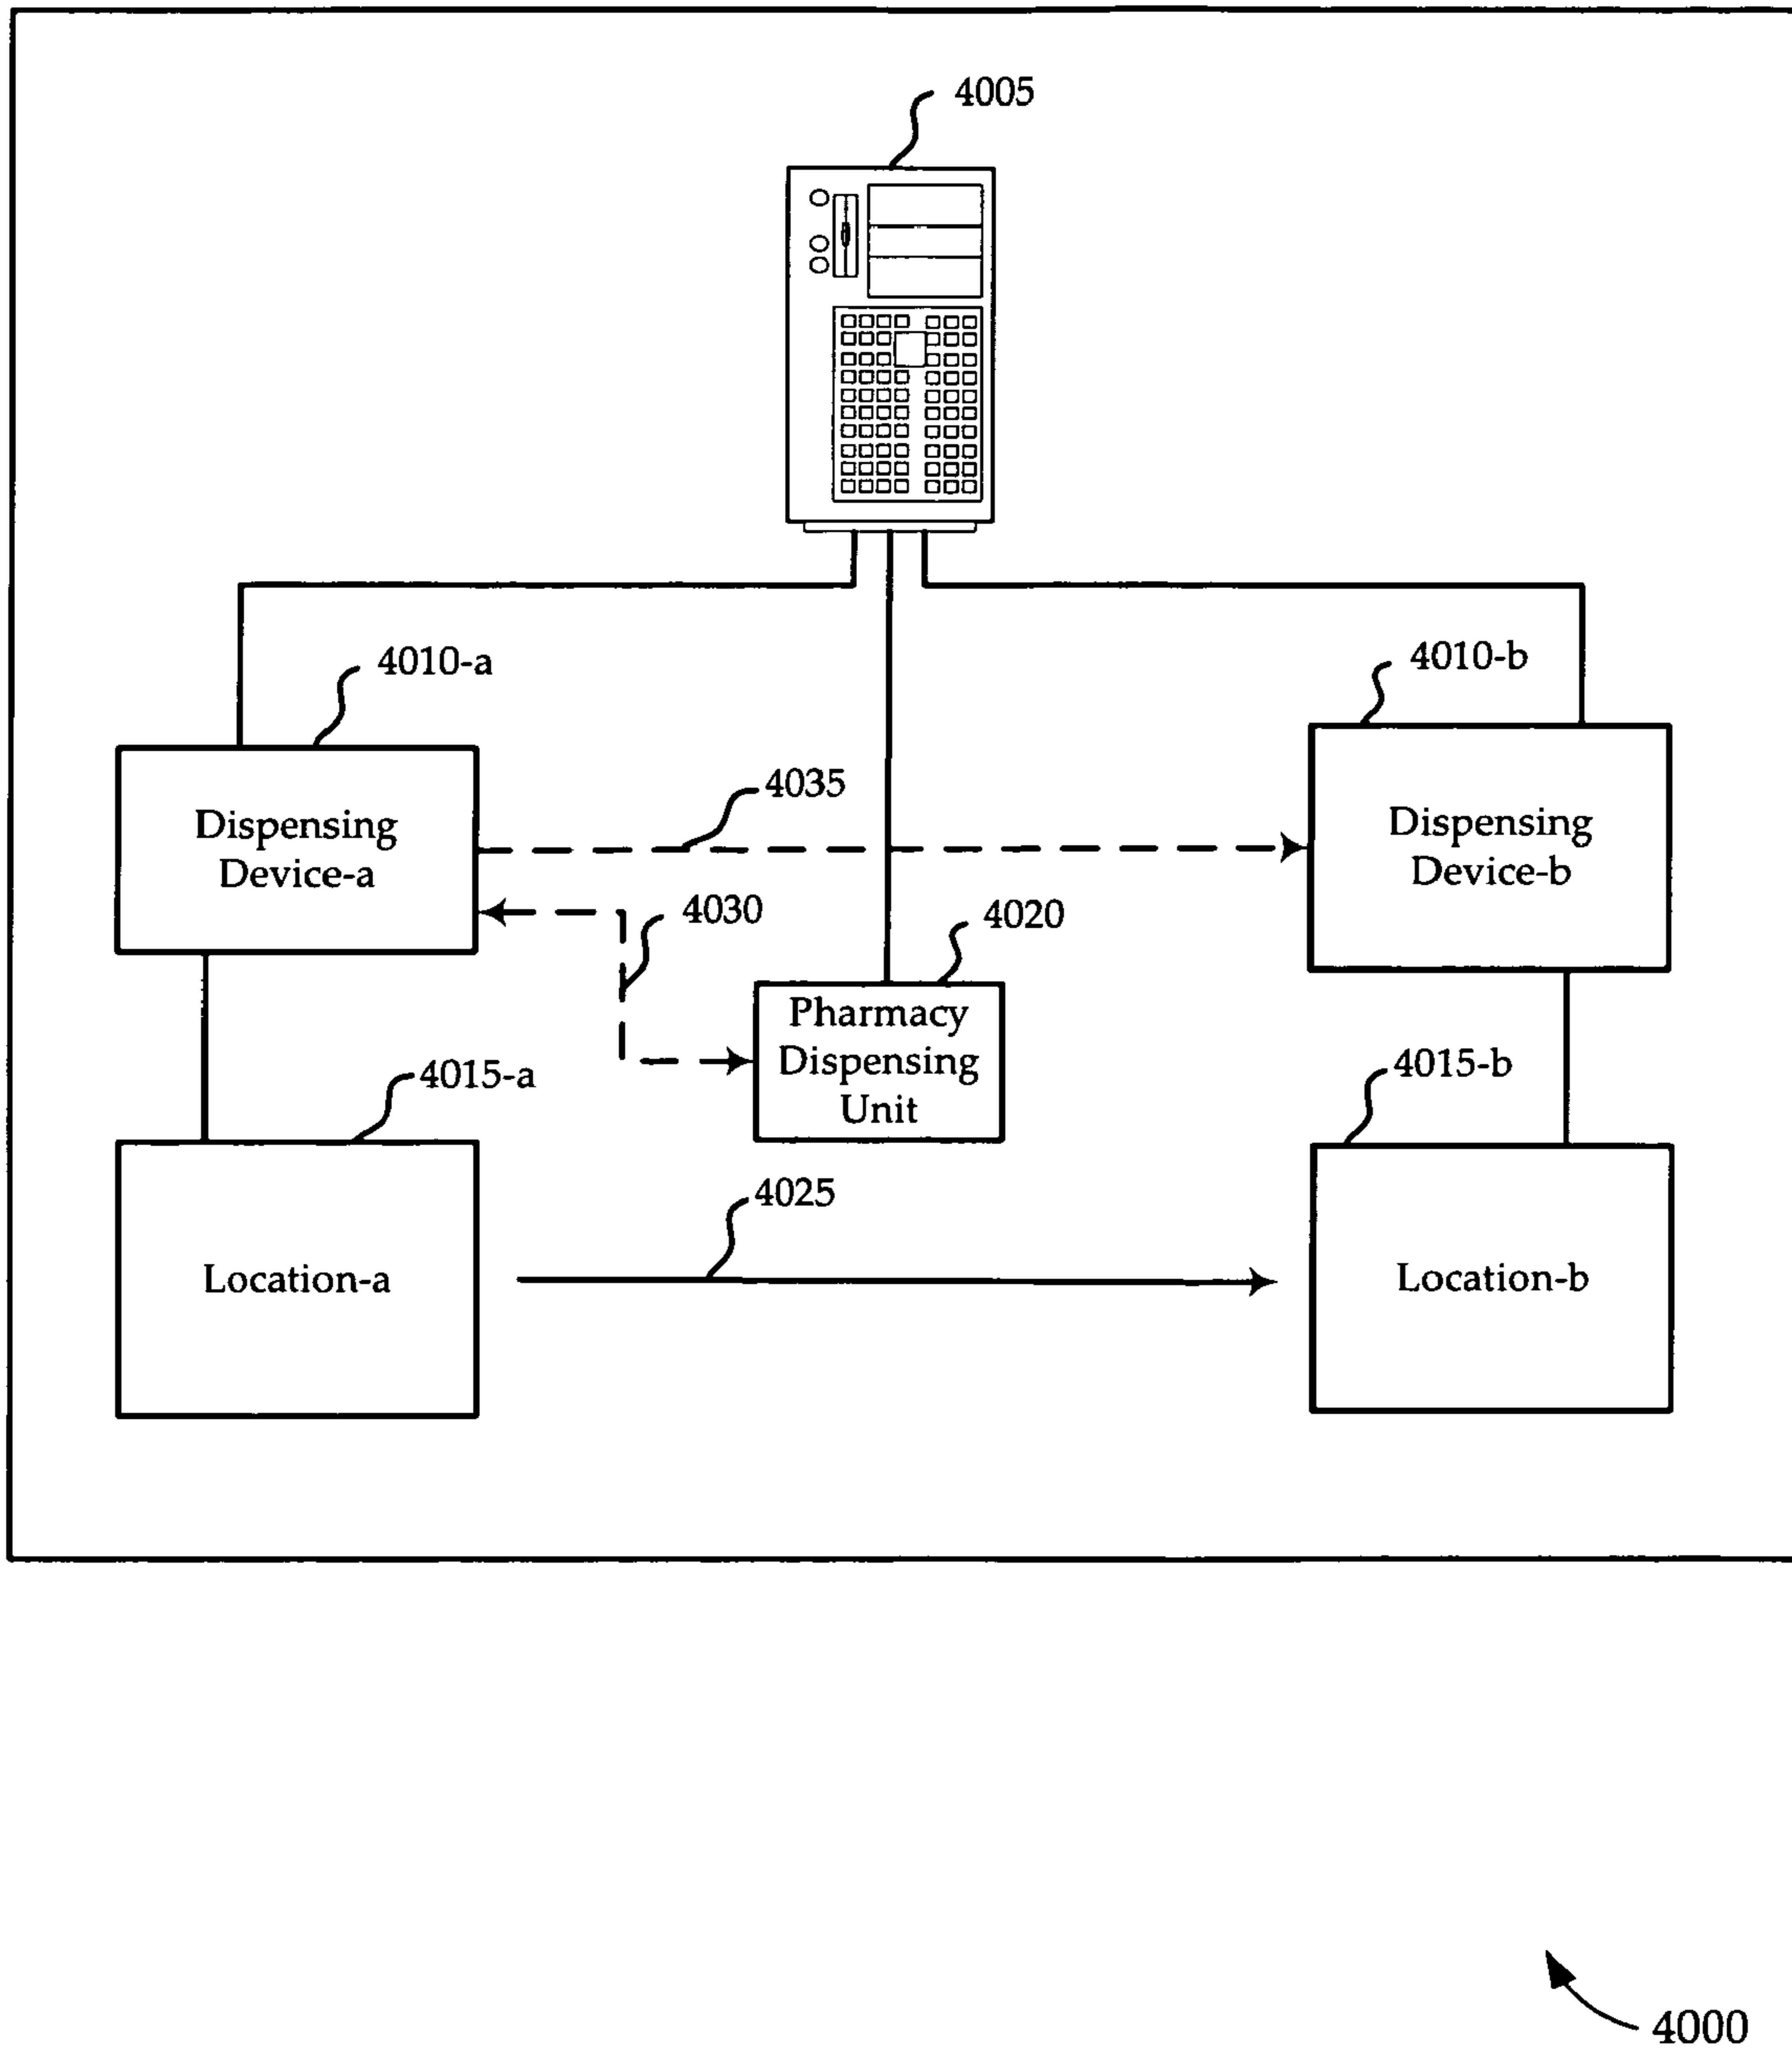 4005
4010-a
4010-b
Dispensing
Device-a
4035
Dispensing
Device-b
4030
4020
Pharmacy
Dispensing
Unit
4015-a
4015-b
4025
Location-a
Location-b
4000